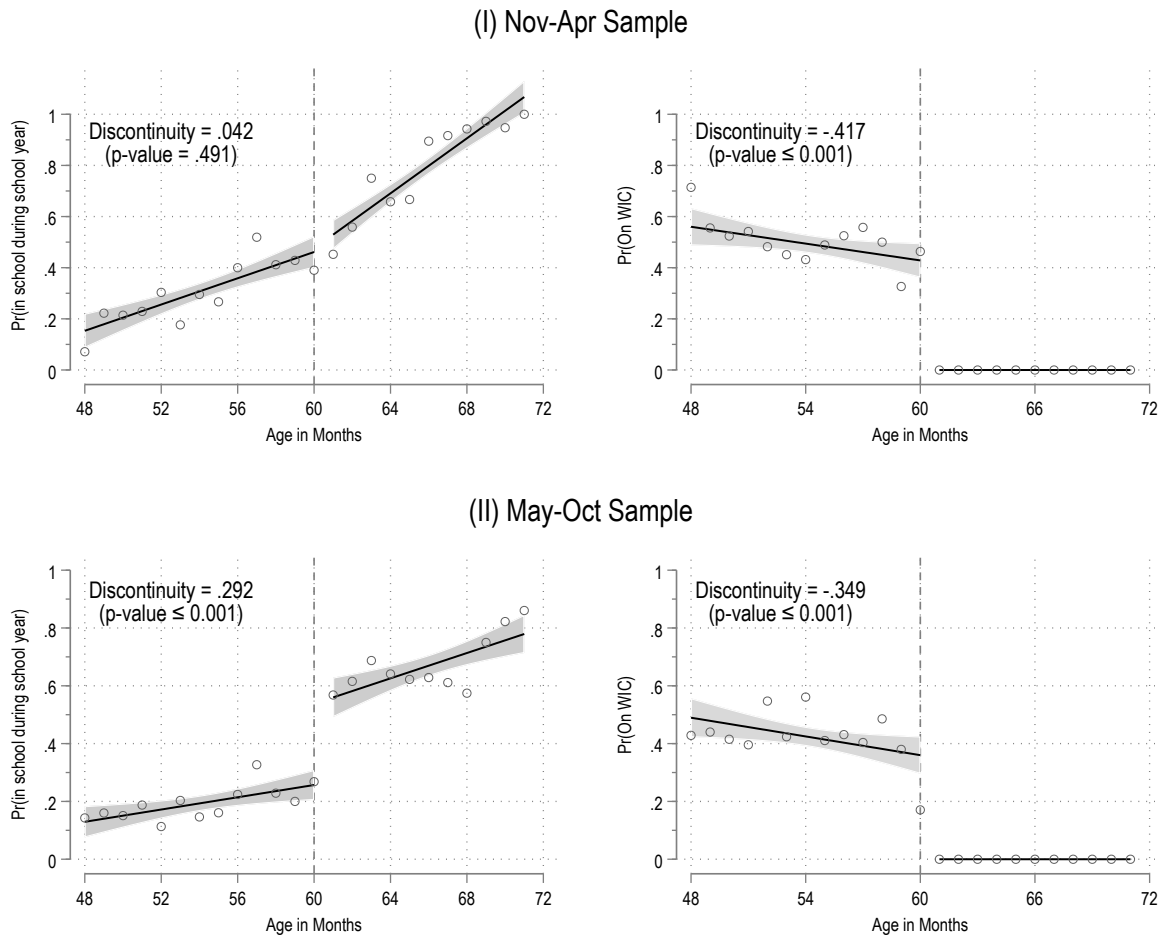 (I) Nov-Apr Sample
Pr(in school during school year)
1
.8
.6
.4
.2
0
Discontinuity = .042
(p-value = .491)
48 52 56 60 64 68 72
Age in Months
Pr(On WIC)
1
.8
.6
.4
.2
0
Discontinuity = -.417
(p-value ≤ 0.001)
48 54 60 66 72
Age in Months
(II) May-Oct Sample
Pr(in school during school year)
1
.8
.6
.4
.2
0
Discontinuity = .292
(p-value ≤ 0.001)
48 52 56 60 64 68 72
Age in Months
Pr(On WIC)
1
.8
.6
.4
.2
0
Discontinuity = -.349
(p-value ≤ 0.001)
48 54 60 66 72
Age in Months